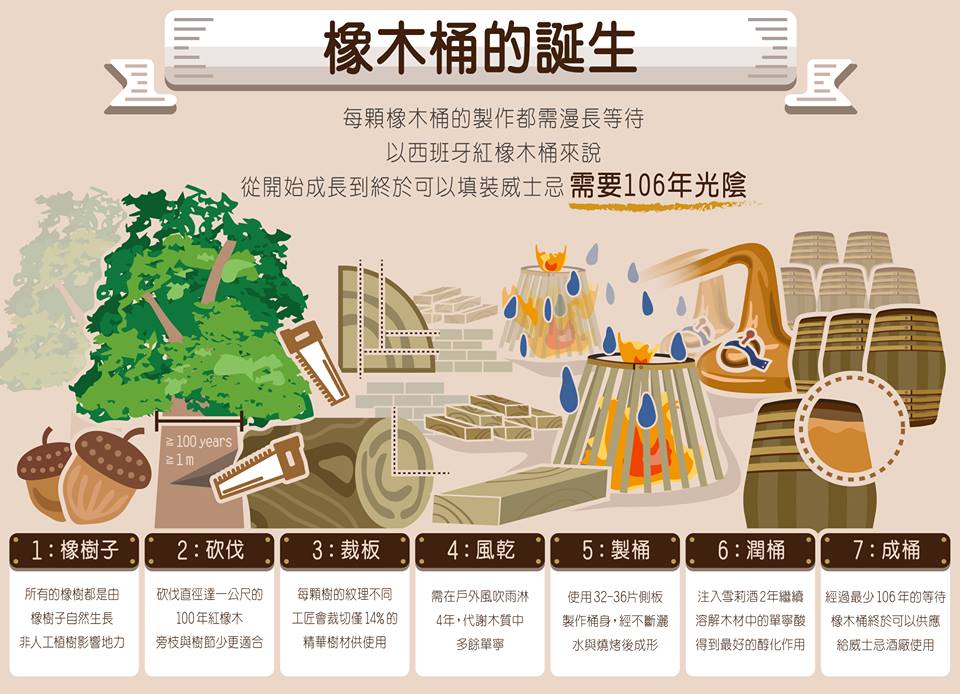 橡木桶的誕生
每顆橡木桶的製作都需漫長等待
以西班牙紅橡木桶來說
從開始成長到終於可以填裝威士忌 需要106年光陰
≧100 years
≧1m
1：橡樹子
所有的橡樹都是由
橡樹子自然生長
非人工植樹影響地力
2：砍伐
砍伐直徑達一公尺的
100年紅橡木
旁枝與樹節少更適合
3：裁板
每顆樹的紋理不同
工匠會裁切僅14%的
精華樹材供使用
4：風乾
需在戶外風吹雨淋
4年，代謝木質中
多餘單寧
5：製桶
使用32-36片側板
製作桶身，經不斷灑
水與燒烤後成形
6：潤桶
注入雪莉酒2年繼續
溶解木材中的單寧酸
得到最好的醇化作用
7：成桶
經過最少106年的等待
橡木桶終於可以供應
給威士忌酒廠使用